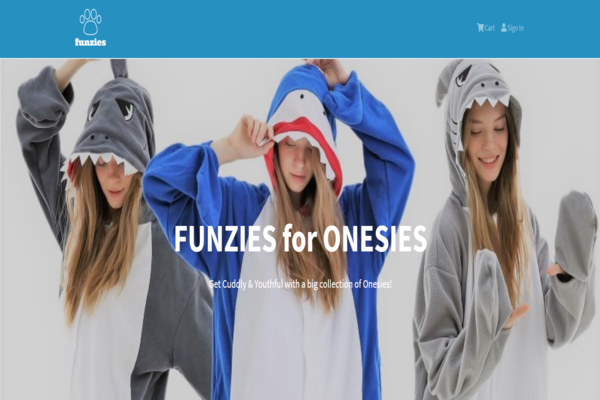 funzies
Cart
Sign In
FUNZIES for ONESIES
Get Cuddly & Youthful with a big collection of Onesies!